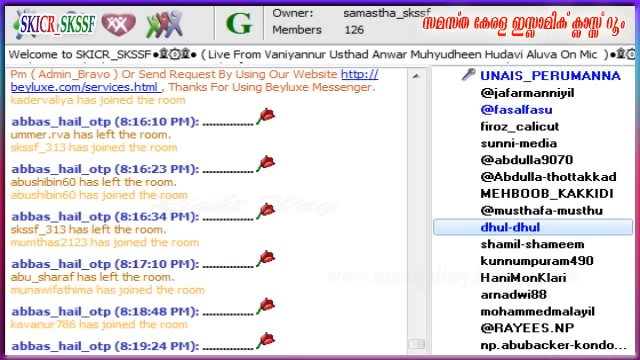 SKICR_SKSSF
G
Owner: samastha_skssf
Members 126
സമസ്ത കേരള ഇസ്ലാമിക് ക്ലാസ്സ് റൂം
Welcome to SKICR_SKSSF ( Live From Vaniyannur Usthad Anwar Muhyudheen Hudavi Aluva On Mic )
Pm ( Admin_Bravo ) Or Send Request By Using Our Website http://
beyluxe.com/services.html , Thanks For Using Beyluxe Messenger.
kadervaliya has joined the room
abbas_hail_otp (8:16:10 PM): ...............
ummer.rva has left the room.
skssf_313 has joined the room
abbas_hail_otp (8:16:23 PM): ...............
abushibin60 has left the room.
abushibin60 has joined the room
abbas_hail_otp (8:16:34 PM): ...............
skssf_313 has left the room.
mumthas2123 has joined the room
abbas_hail_otp (8:17:10 PM): ...............
abu_sharaf has left the room.
munawifathima has joined the room
abbas_hail_otp (8:18:48 PM): ...............
kavanur786 has joined the room
abbas_hail_otp (8:19:24 PM): ...............
UNAIS_PERUMANNA
@jafarmanniyil
@fasalfasu
firoz_calicut
sunni-media
@abdulla9070
@Abdulla-thottakkad
MEHBOOB_KAKKIDI
@musthafa-musthu
dhul-dhul
shamil-shameem
kunnumpuram490
HaniMonKlari
arnadwi88
mohammedmalayil
@RAYEES.NP
np.abubacker-kondo...